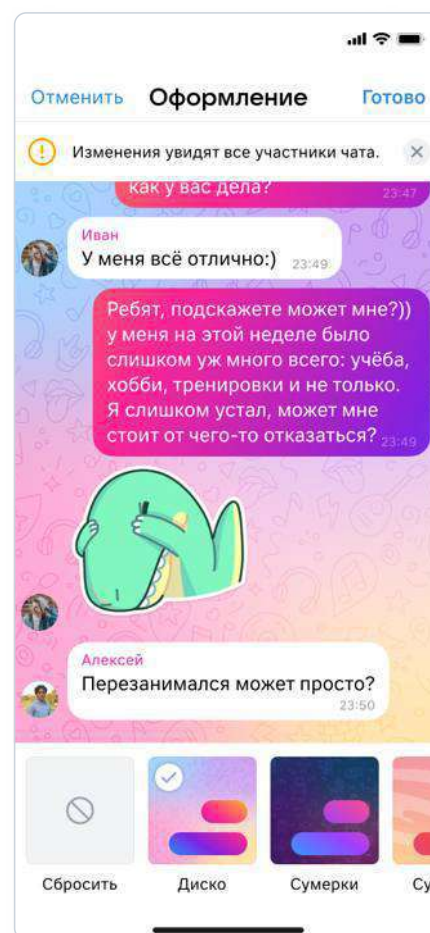 Отменить Оформление Готово
! Изменения увидят все участники чата.
как у вас дела? 23:47
Иван
У меня всё отлично:) 23:49
Ребят, подскажете может мне?))
у меня на этой неделе было
слишком уж много всего: учёба,
хобби, тренировки и не только.
Я слишком устал, может мне
стоит от чего-то отказаться? 23:49
Алексей
Перезанимался может просто?
23:50
Сбросить Диско Сумерки Су